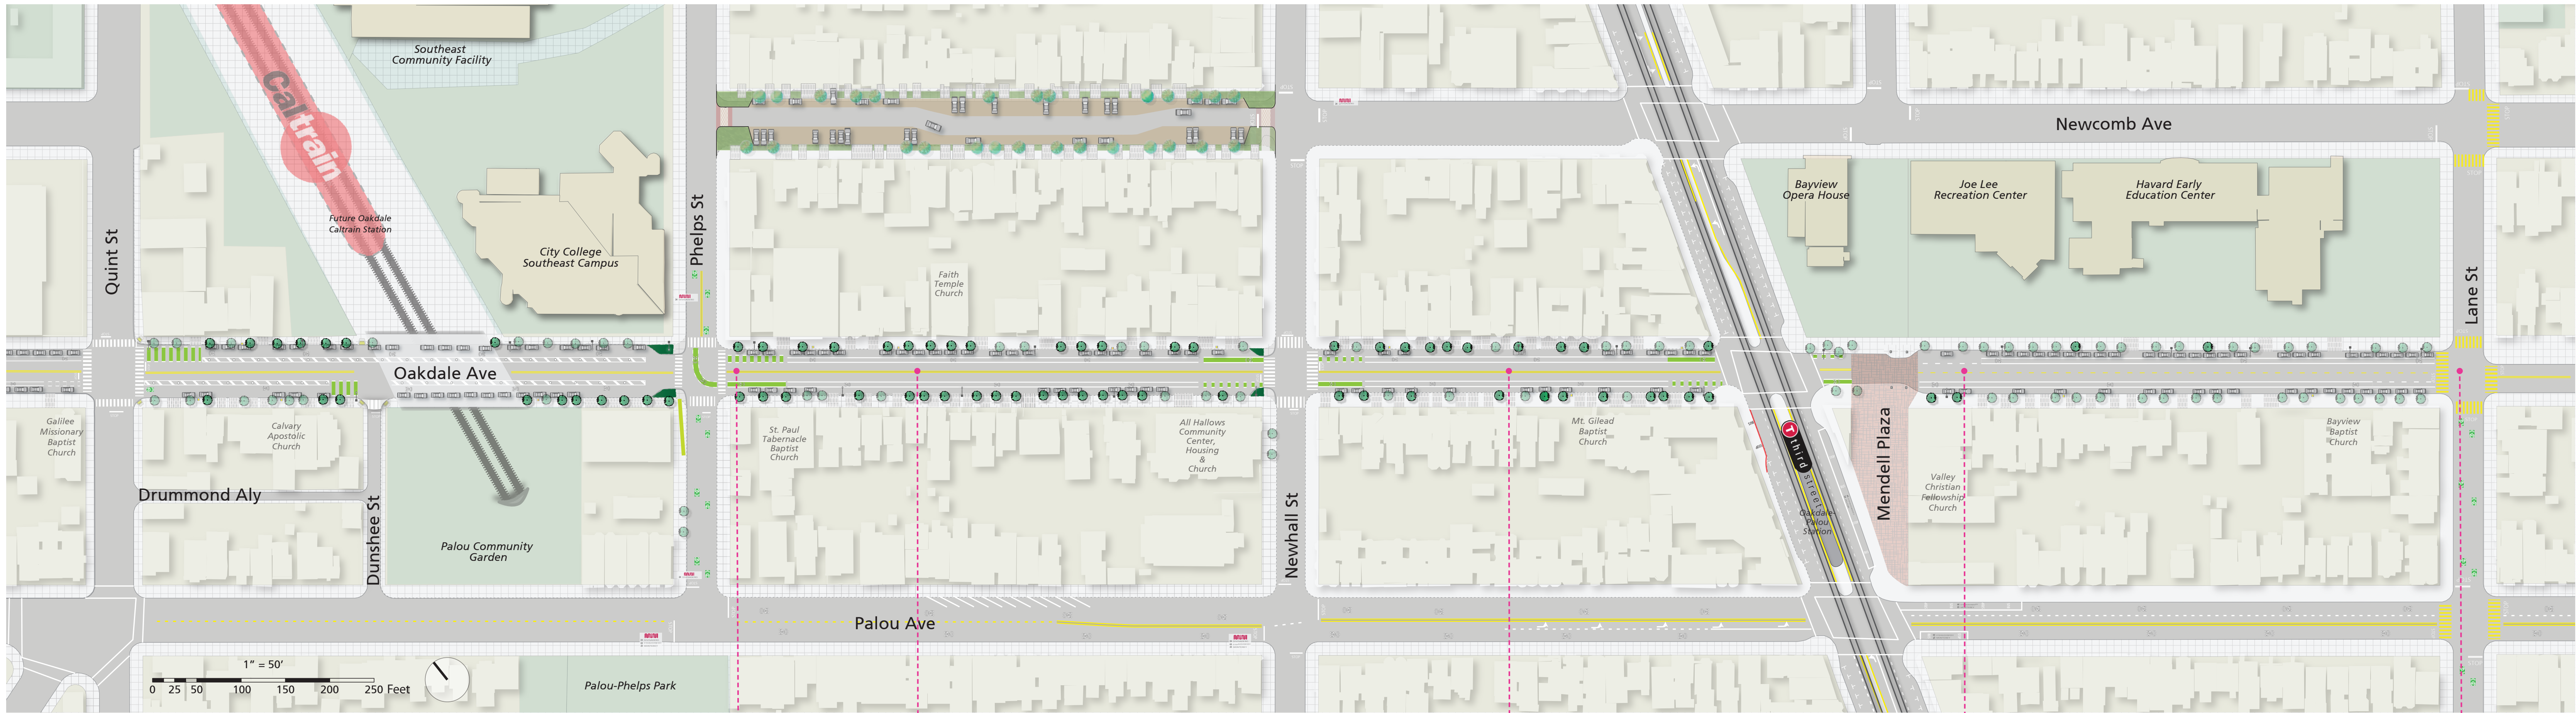 Southeast
Community Facility
Caltrain
Future Oakdale
Caltrain Station
City College
Southeast Campus
Quint St
Phelps St
Faith
Temple
Church
Newcomb Ave
Bayview
Opera House
Joe Lee
Recreation Center
Havard Early
Education Center
Lane St
Oakdale Ave
Galilee
Missionary
Baptist
Church
Calvary
Apostolic
Church
Drummond Aly
Dunshee St
Palou Community
Garden
St. Paul
Tabernacle
Baptist
Church
All Hallows
Community
Center,
Housing
&
Church
Newhall St
Mt. Gilead
Baptist
Church
T third street
Oakdale-
Palou
Station
Mendell Plaza
Valley
Christian
Fellowship
Church
Bayview
Baptist
Church
Palou Ave
1” = 50’
0 25 50 100 150 200 250 Feet
Palou-Phelps Park